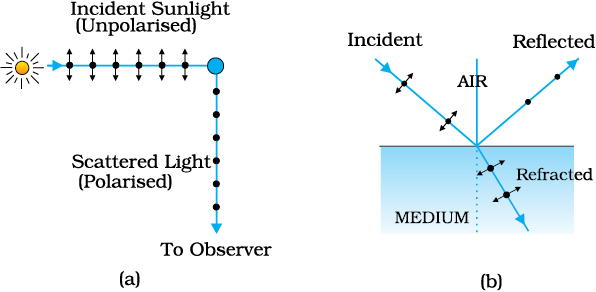 Incident Sunlight
(Unpolarised)
Scattered Light
(Polarised)
To Observer
(a)
Incident
Reflected
AIR
Refracted
MEDIUM
(b)